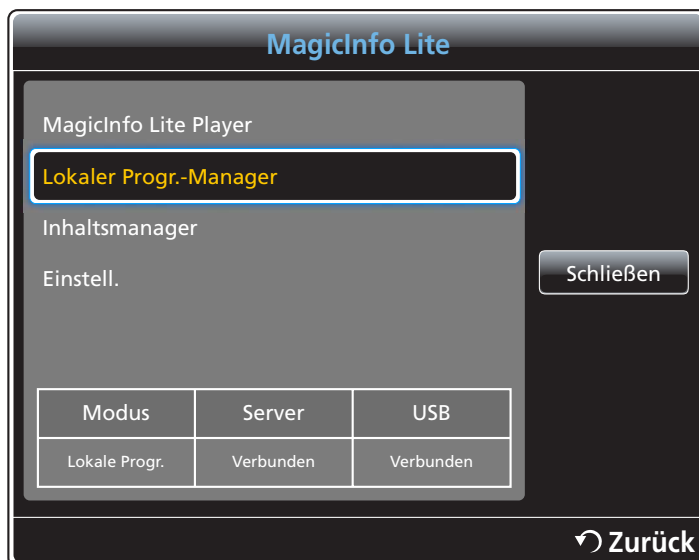 MagicInfo Lite
MagicInfo Lite Player
Lokaler Progr.-Manager
Inhaltsmanager
Einstell.
Schließen
Modus Server USB
Lokale Progr. Verbunden Verbunden
Zurück